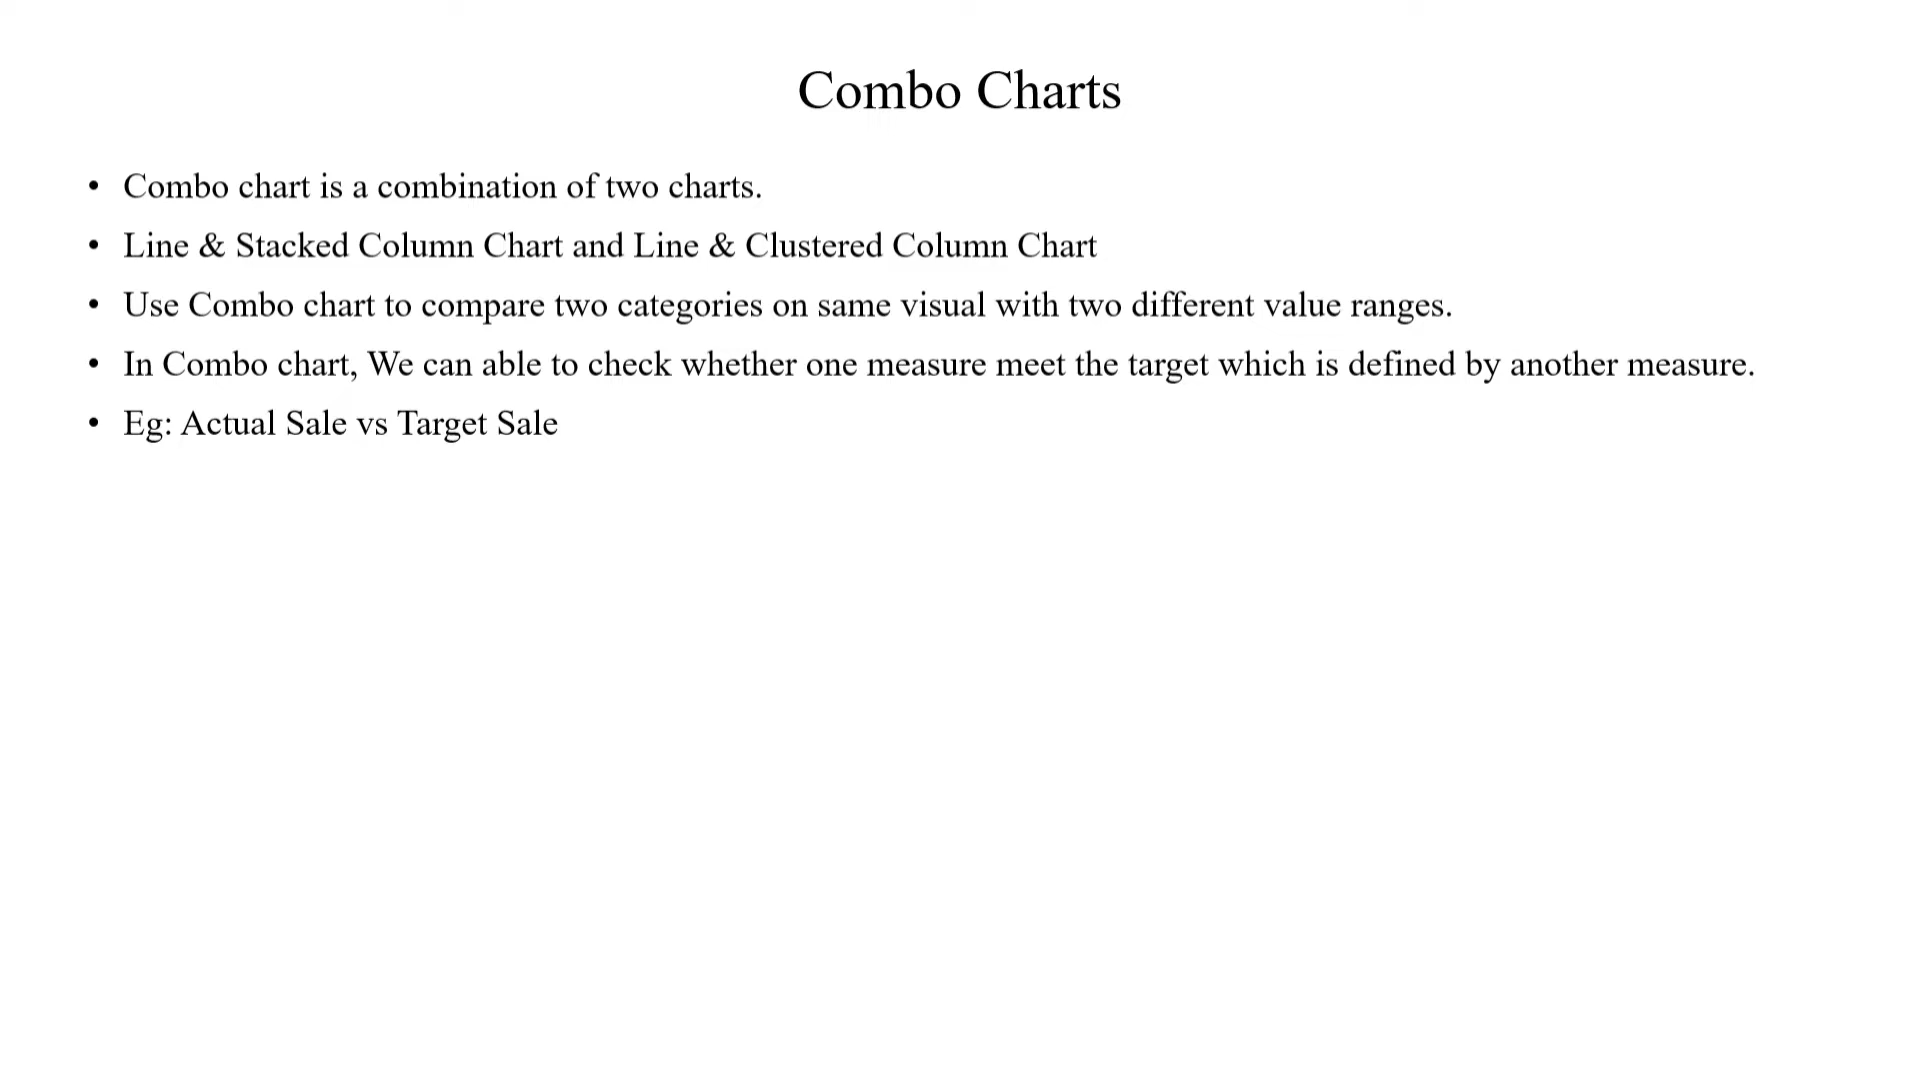 Combo Charts
• Combo chart is a combination of two charts.
• Line & Stacked Column Chart and Line & Clustered Column Chart
• Use Combo chart to compare two categories on same visual with two different value ranges.
• In Combo chart, We can able to check whether one measure meet the target which is defined by another measure.
• Eg: Actual Sale vs Target Sale